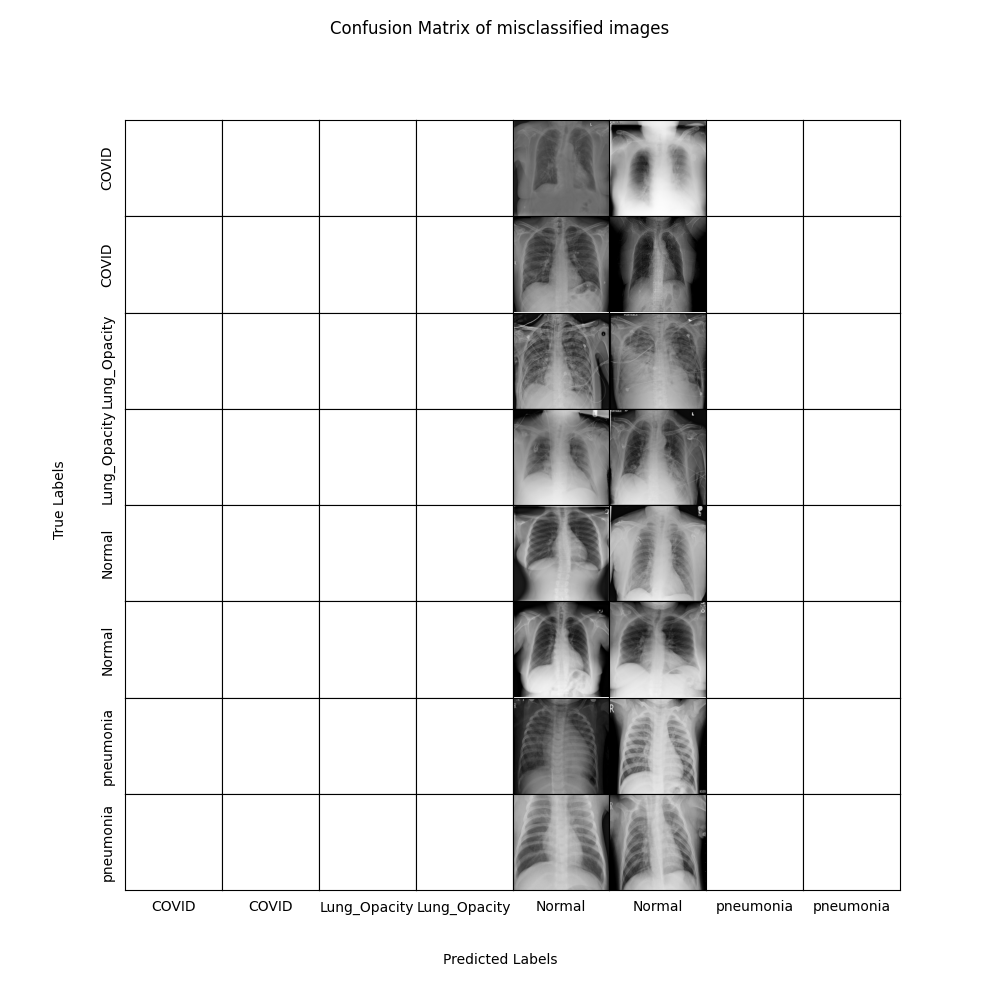 Confusion Matrix of misclassified images
COVID
COVID
Lung_Opacity
Lung_Opacity
Normal
Normal
pneumonia
pneumonia
True Labels
COVID COVID Lung_Opacity Lung_Opacity Normal Normal pneumonia pneumonia
Predicted Labels